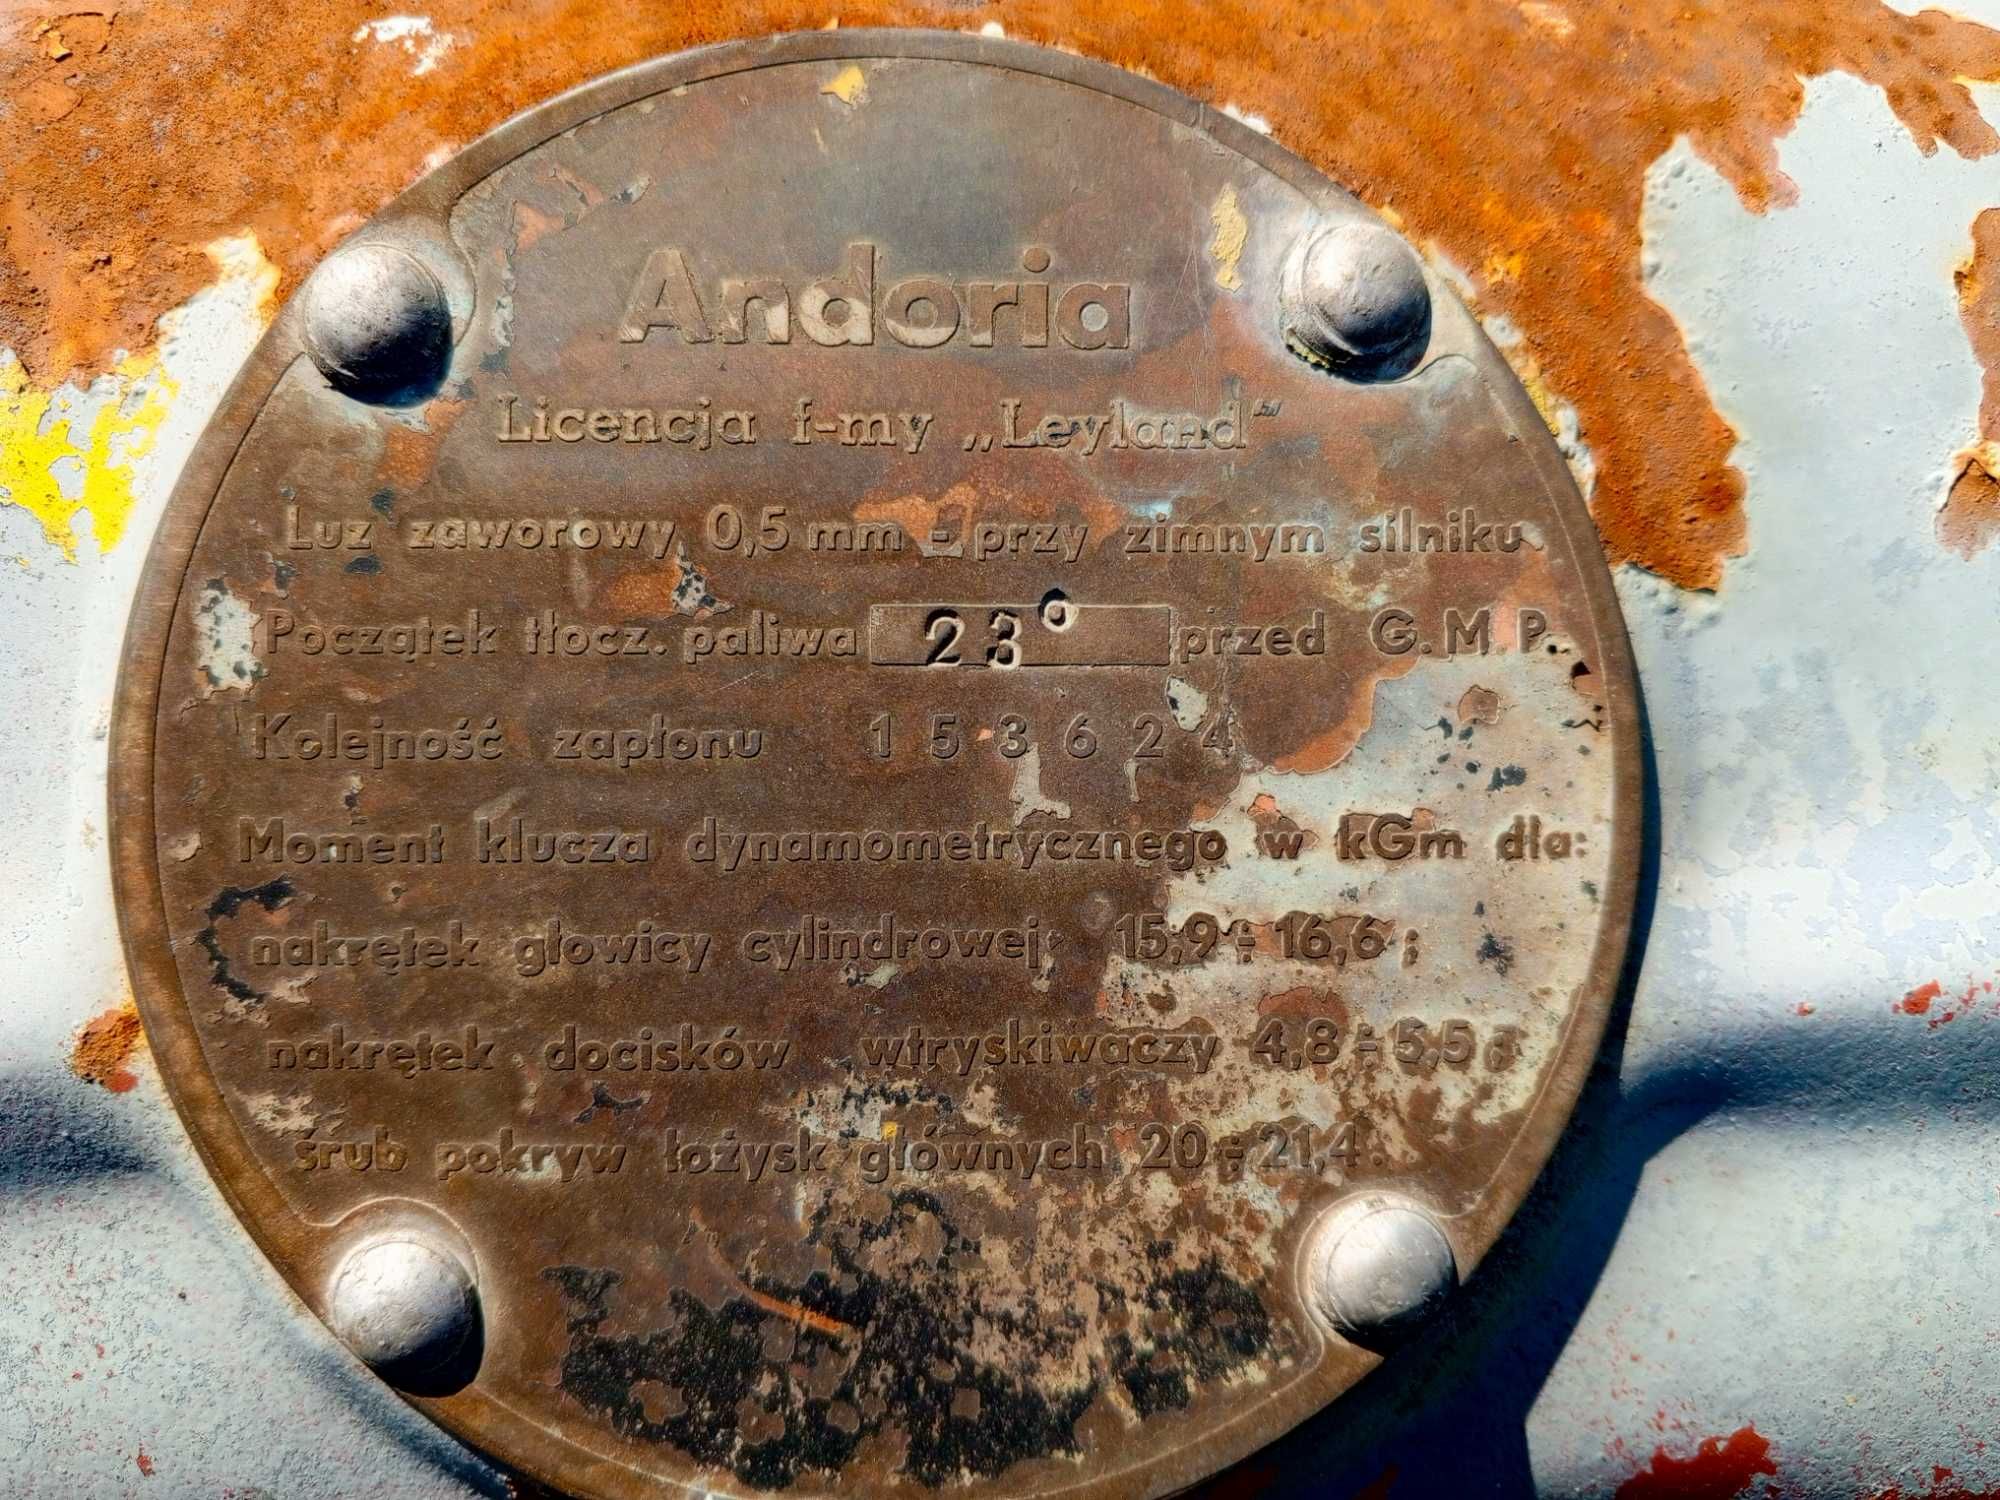 Andoria
Licencja f-my „Leyland"
Luz zaworowy 0,5 mm - przy zimnym silniku
Początek tłocz. paliwa 23° przed G.M.P.
Kolejność zapłonu 1 5 3 6 2 4
Moment klucza dynamometrycznego w kGm dla:
nakrętek głowicy cylindrowej 15,9 ÷ 16,6 ;
nakrętek docisków wtryskiwaczy 4,8 ÷ 5,5 ;
śrub pokryw łożysk głównych 20 ÷ 21,4.